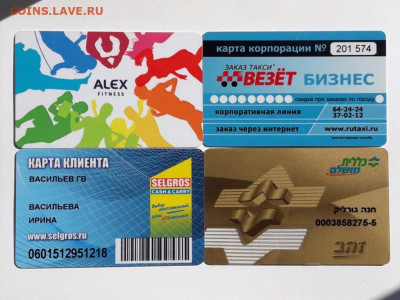 COINS.LAVE.RU
ALEX
FITNESS
карта корпорации №
201 574
ЗАКАЗ ТАКСИ
ВЕЗЁТ
БИЗНЕС
скидки при заказах по городу
корпоративная линия
64-24-24
37-02-12
заказ через интернет
www.rutaxi.ru
КАРТА КЛИЕНТА
ВАСИЛЬЕВ ГВ
SELGROS
CASH & CARRY
ВАСИЛЬЕВА
ИРИНА
www.selgros.ru
0601512951218
כללית
מושלם
חנה גורליק
0003858275-5
זהב